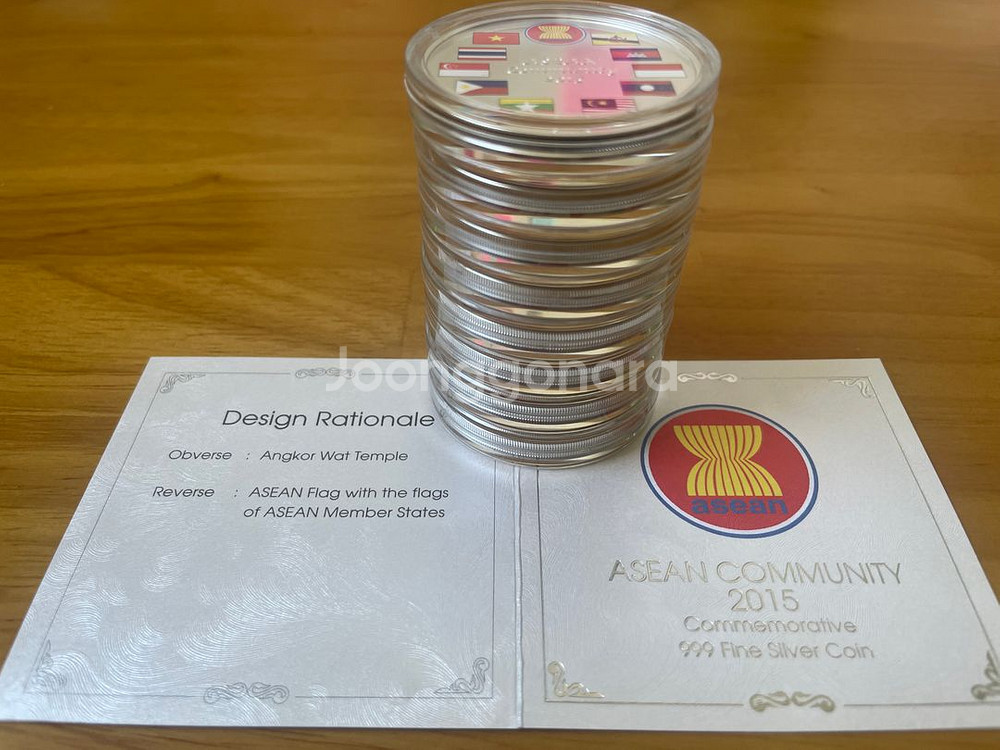 Joonggonara
Design Rationale
Obverse : Angkor Wat Temple
Reverse : ASEAN Flag with the flags
of ASEAN Member States
asean
ASEAN COMMUNITY
2015
Commemorative
999 Fine Silver Coin